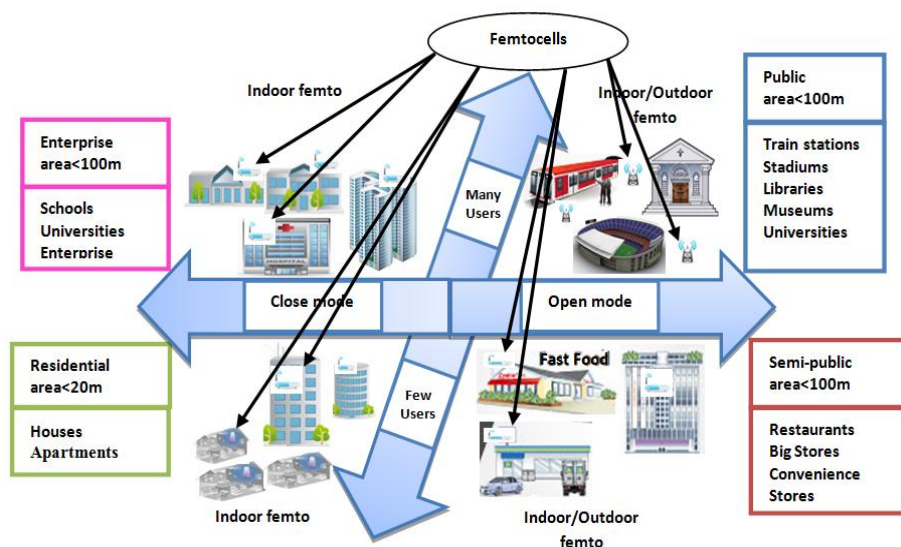 Femtocells
Indoor femto
Indoor/Outdoor
femto
Public
area<100m
Enterprise
area<100m
Train stations
Stadiums
Libraries
Museums
Universities
Schools
Universities
Enterprise
Many
Users
HOSPITAL
Close mode
Open mode
Residential
area<20m
Houses
Apartments
Few
Users
Fast Food
Semi-public
area<100m
Restaurants
Big Stores
Convenience
Stores
Indoor femto
Indoor/Outdoor
femto